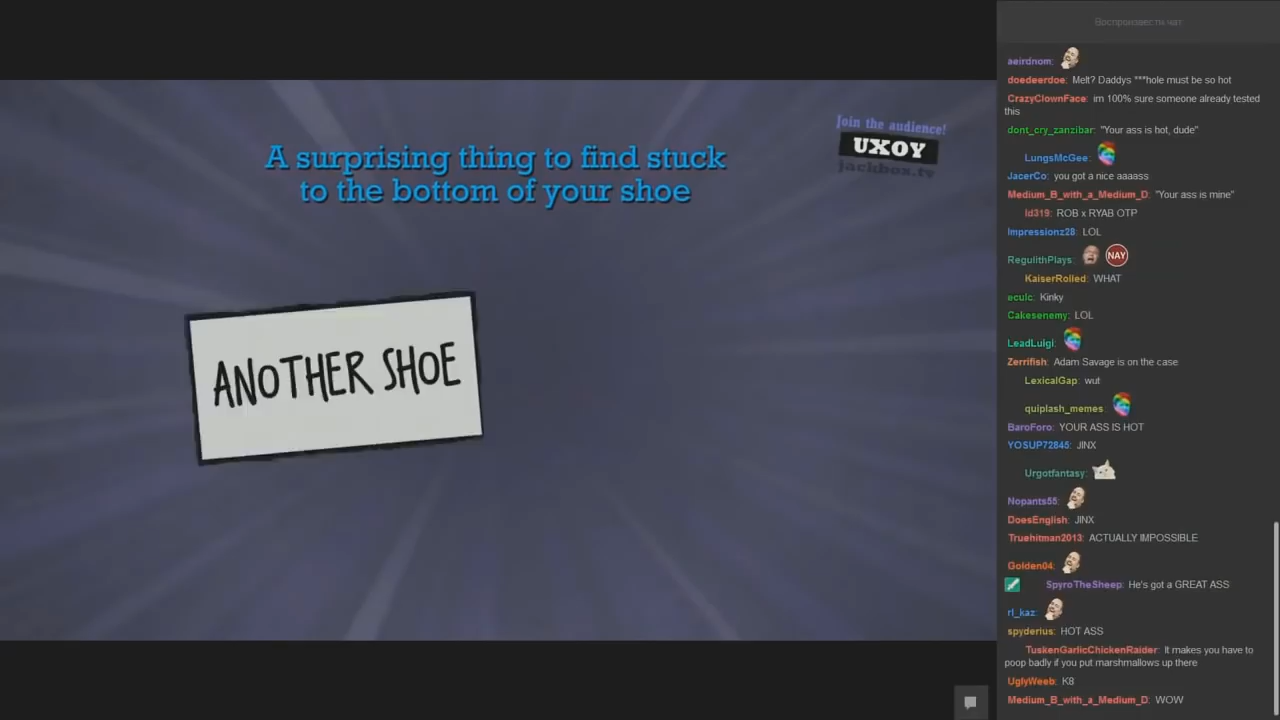 Воспроизвести чат
Join the audience!
UXOY
jackbox.tv
A surprising thing to find stuck
to the bottom of your shoe
ANOTHER SHOE
aeirdnom:
doedeerdoe: Melt? Daddys ***hole must be so hot
CrazyClownFace: im 100% sure someone already tested
this
dont_cry_zanzibar: "Your ass is hot, dude"
LungsMcGee:
JacerCo: you got a nice aaaass
Medium_B_with_a_Medium_D: "Your ass is mine"
ld319: ROB x RYAB OTP
Impressionz28: LOL
RegulithPlays:
NAY
KaiserRolled: WHAT
eculc: Kinky
Cakesenemy: LOL
LeadLuigi:
Zerrifish: Adam Savage is on the case
LexicalGap: wut
quiplash_memes:
BaroForo: YOUR ASS IS HOT
YOSUP72845: JINX
Urgotfantasy:
Nopants55:
DoesEnglish: JINX
Truehitman2013: ACTUALLY IMPOSSIBLE
Golden04:
SpyroTheSheep: He's got a GREAT ASS
rl_kaz:
spyderius: HOT ASS
TuskenGarlicChickenRaider: It makes you have to
poop badly if you put marshmallows up there
UglyWeeb: K8
Medium_B_with_a_Medium_D: WOW